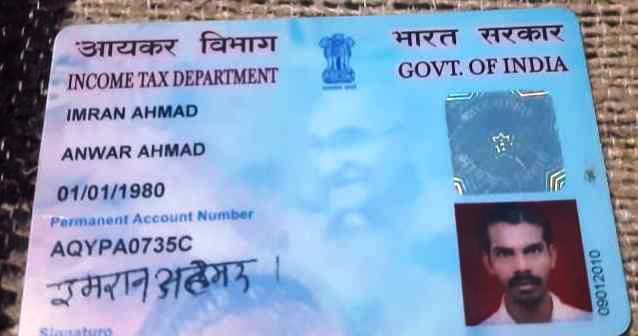 आयकर विभाग
भारत सरकार
INCOME TAX DEPARTMENT
GOVT. OF INDIA
IMRAN AHMAD
ANWAR AHMAD
01/01/1980
Permanent Account Number
AQYPA0735C
इमरान अहमद
Signature
09012010